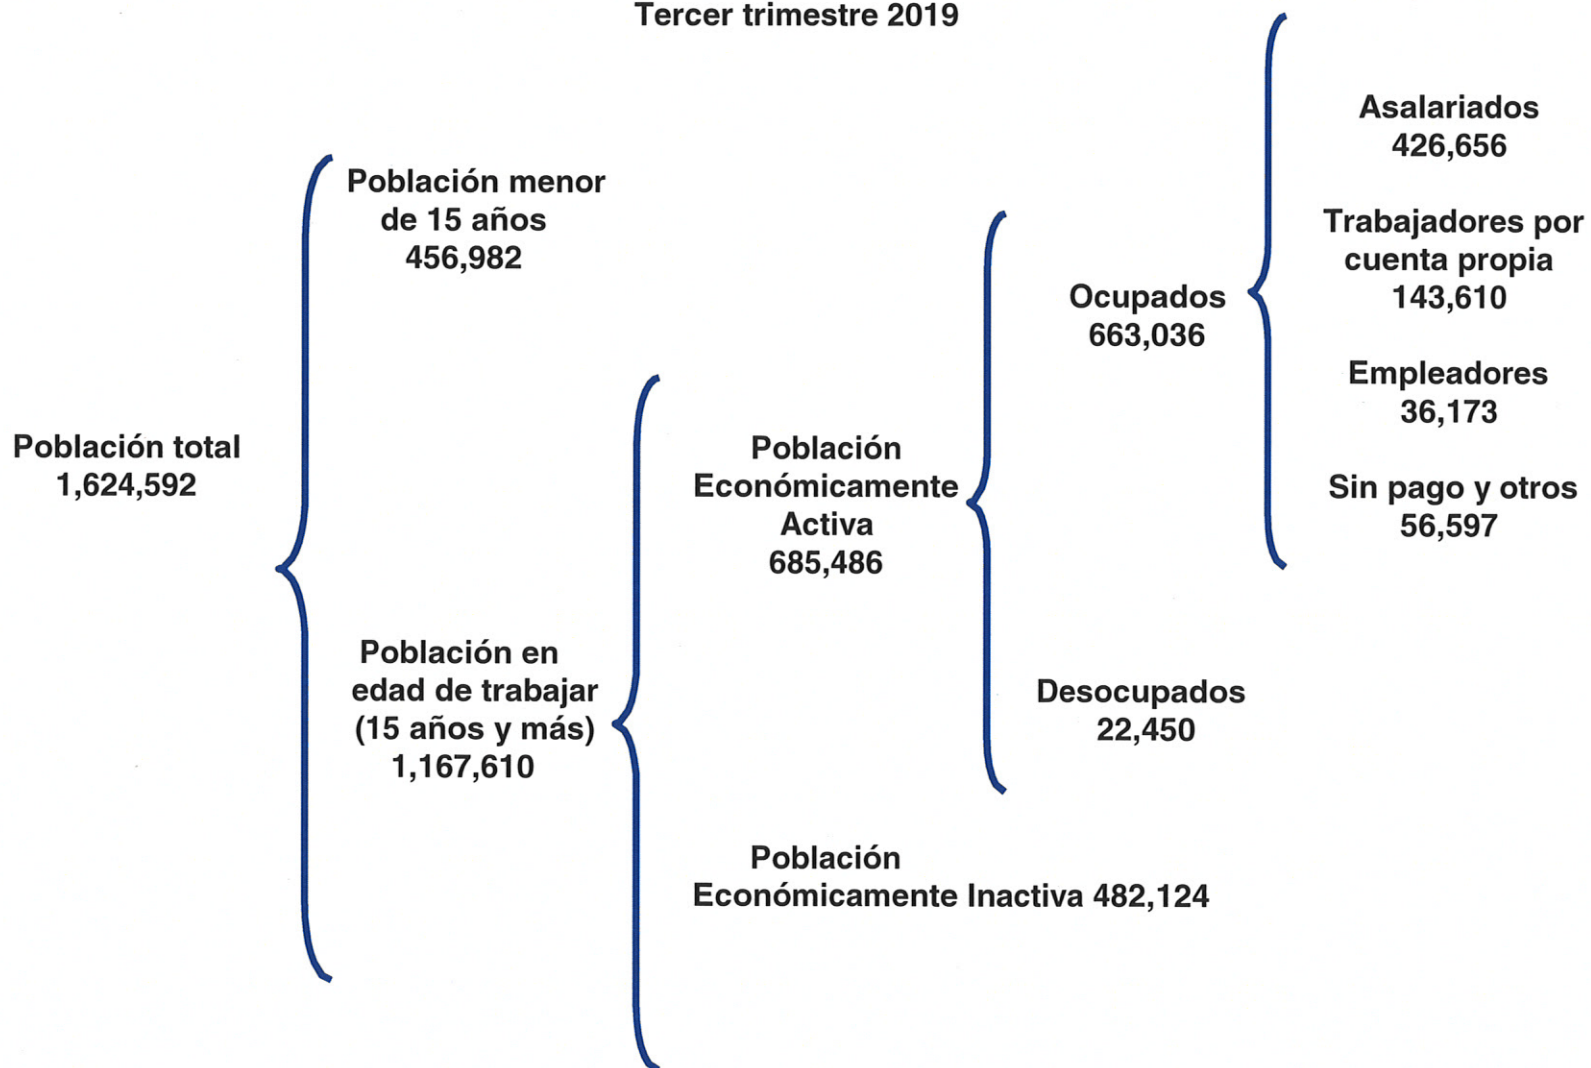 Tercer trimestre 2019
Población total
1,624,592
Población menor
de 15 años
456,982
Población en
edad de trabajar
(15 años y más)
1,167,610
Población
Económicamente
Activa
685,486
Población
Económicamente Inactiva 482,124
Ocupados
663,036
Desocupados
22,450
Asalariados
426,656
Trabajadores por
cuenta propia
143,610
Empleadores
36,173
Sin pago y otros
56,597